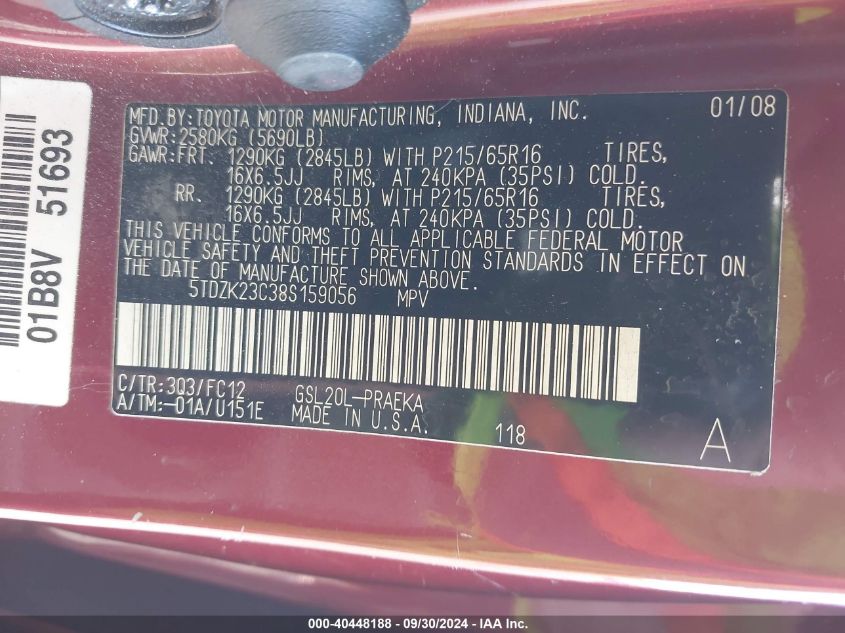 MFD.BY:TOYOTA MOTOR MANUFACTURING, INDIANA, INC. 01/08
GVWR:2580KG (5690LB)
GAWR:FRT. 1290KG (2845LB) WITH P215/65R16 TIRES,
16X6.5JJ RIMS, AT 240KPA (35PSI) COLD.
RR. 1290KG (2845LB) WITH P215/65R16 TIRES,
16X6.5JJ RIMS, AT 240KPA (35PSI) COLD.
THIS VEHICLE CONFORMS TO ALL APPLICABLE FEDERAL MOTOR
VEHICLE SAFETY AND THEFT PREVENTION STANDARDS IN EFFECT ON
THE DATE OF MANUFACTURE SHOWN ABOVE.
5TDZK23C38S159056 MPV
C/TR:3Q3/FC12 GSL20L-PRAEKA
A/TM:-01A/U151E MADE IN U.S.A. 118 A
01B8V 51693
000-40448188 - 09/30/2024 - IAA Inc.